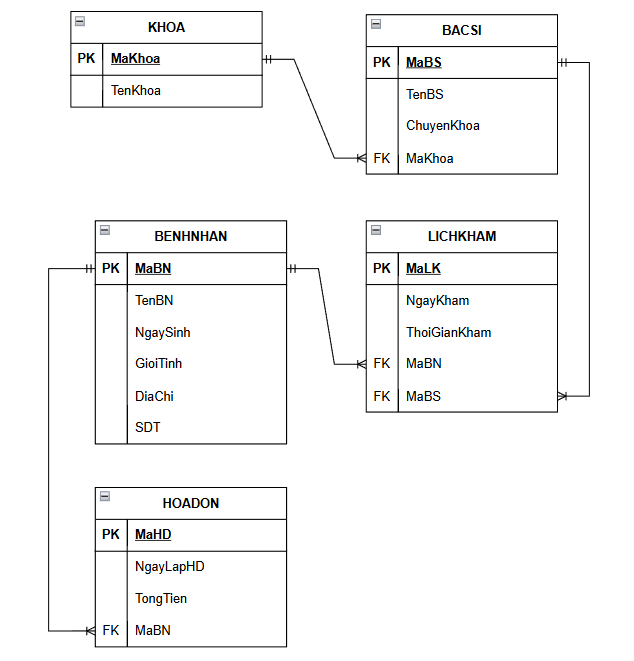 KHOA
PK MaKhoa
TenKhoa
BACSI
PK MaBS
TenBS
ChuyenKhoa
FK MaKhoa
BENHNHAN
PK MaBN
TenBN
NgaySinh
GioiTinh
DiaChi
SDT
LICHKHAM
PK MaLK
NgayKham
ThoiGianKham
FK MaBN
FK MaBS
HOADON
PK MaHD
NgayLapHD
TongTien
FK MaBN